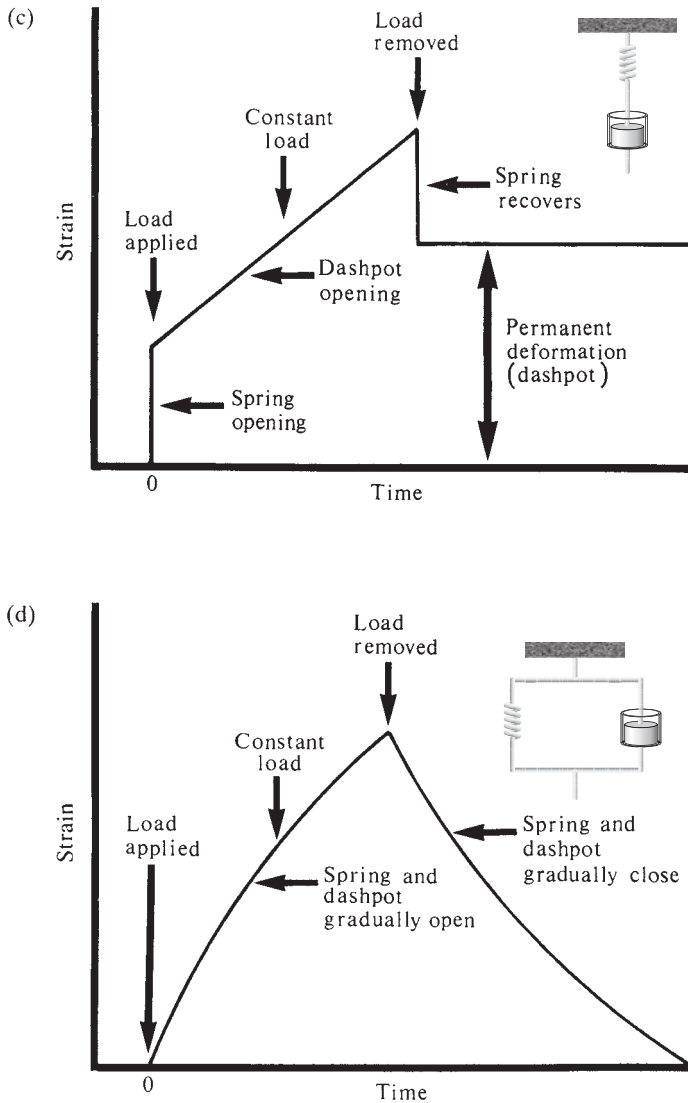 (c)
Load
removed
Constant
load
Spring
recovers
Load
applied
Strain
Dashpot
opening
Permanent
deformation
(dashpot)
Spring
opening
0
Time
(d)
Load
removed
Constant
load
Load
applied
Spring and
dashpot
gradually close
Strain
Spring and
dashpot
gradually open
0
Time